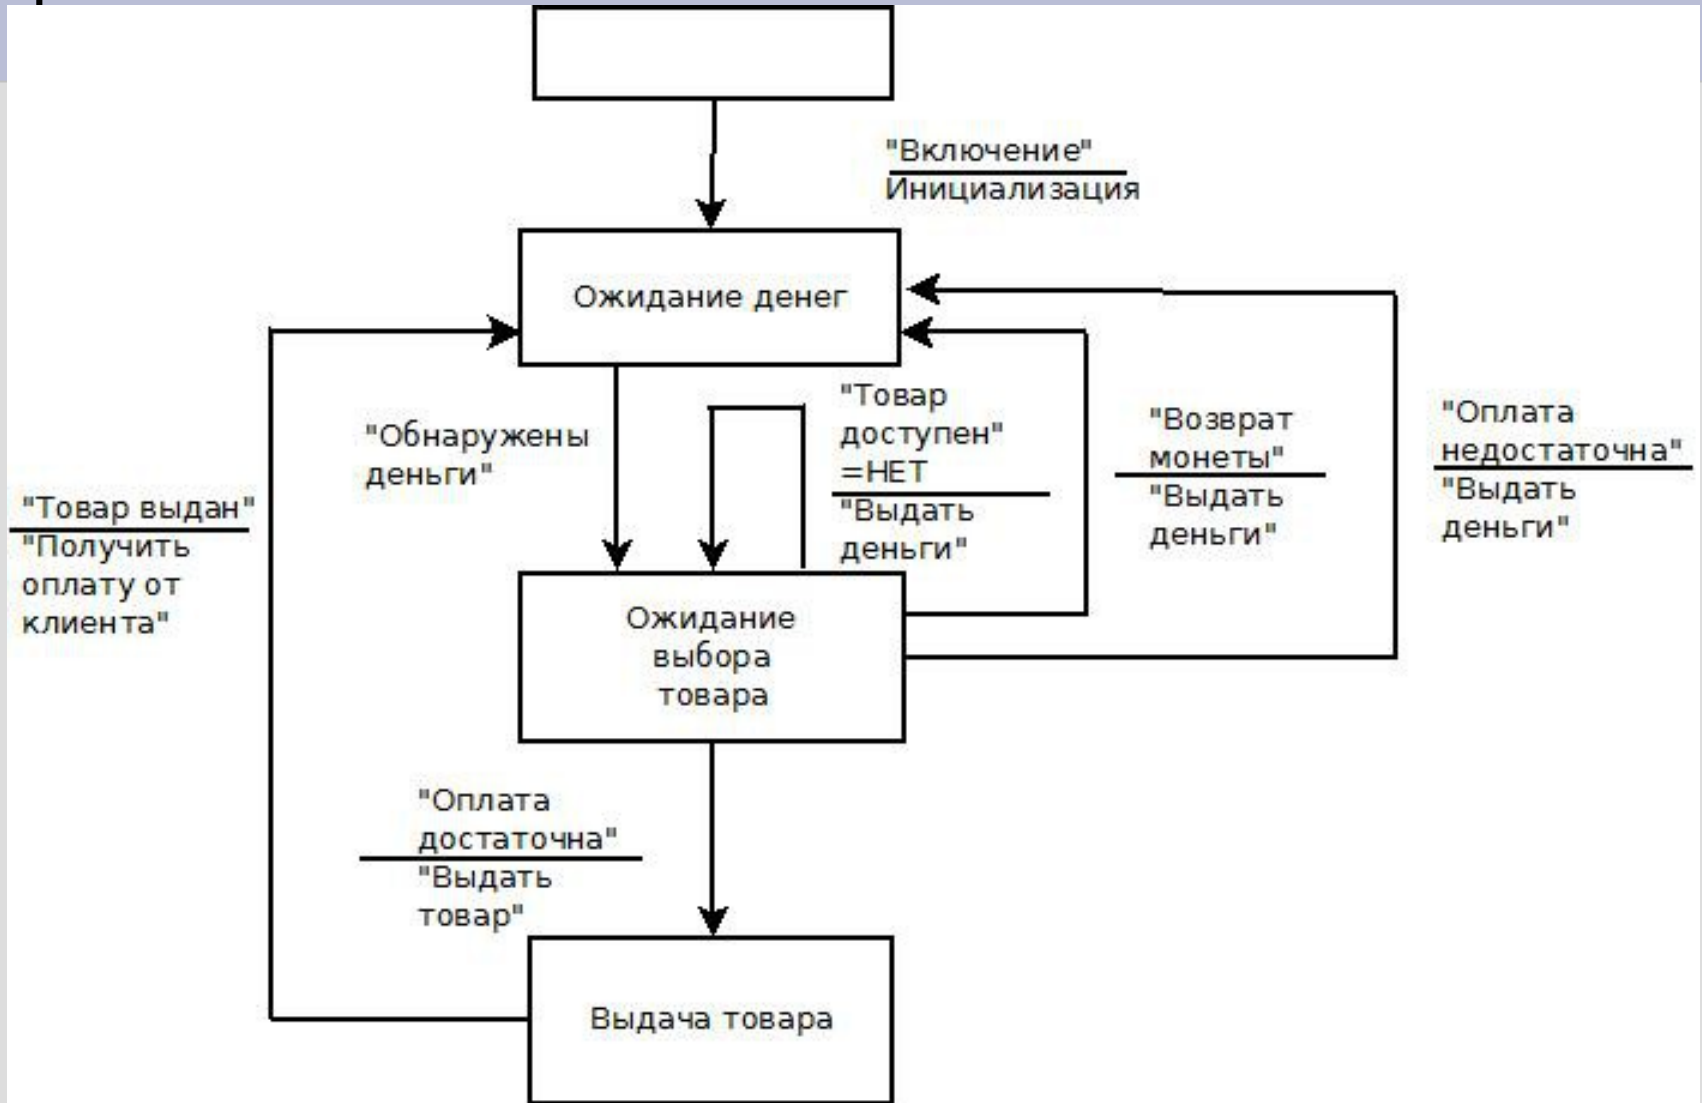 "Включение"
Инициализация
Ожидание денег
"Товар
доступен"
=НЕТ
"Выдать
деньги"
"Возврат
монеты"
"Выдать
деньги"
"Оплата
недостаточна"
"Выдать
деньги"
"Обнаружены
деньги"
"Товар выдан"
"Получить
оплату от
клиента"
Ожидание
выбора
товара
"Оплата
достаточна"
"Выдать
товар"
Выдача товара